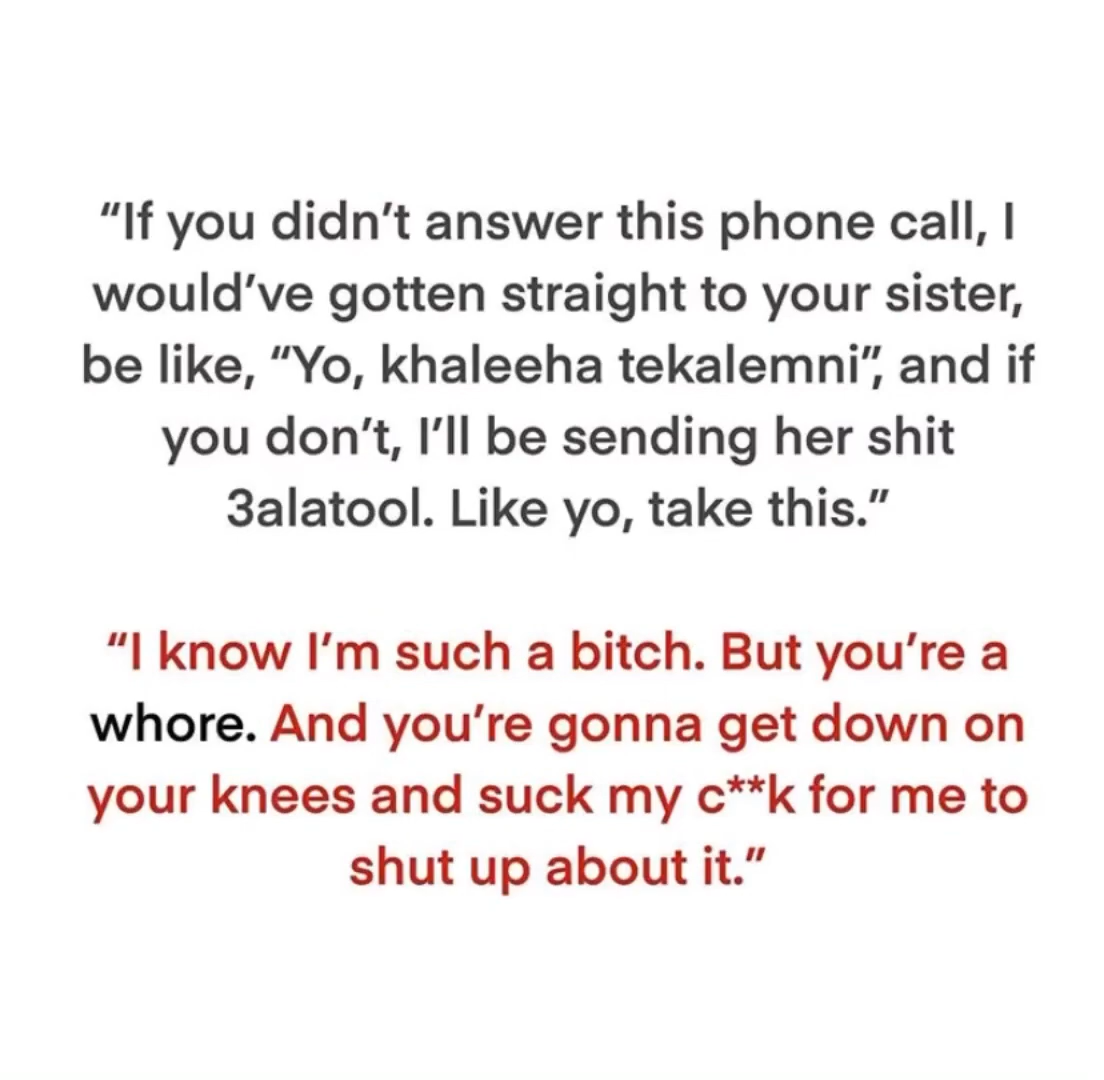 “If you didn’t answer this phone call, I
would’ve gotten straight to your sister,
be like, “Yo, khaleeha tekalemni”, and if
you don’t, I’ll be sending her shit
3alatool. Like yo, take this.”
“I know I’m such a bitch. But you’re a
whore. And you’re gonna get down on
your knees and suck my c**k for me to
shut up about it.”